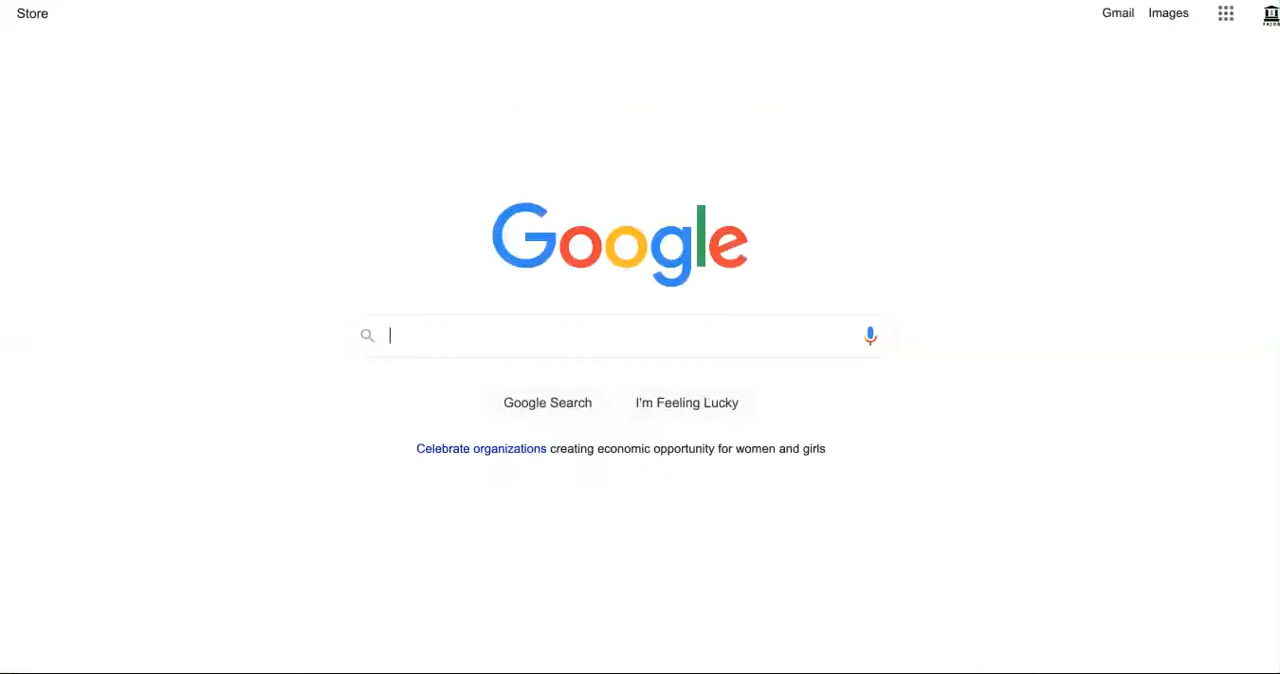 Store
Gmail Images
Google
Google Search I'm Feeling Lucky
Celebrate organizations creating economic opportunity for women and girls